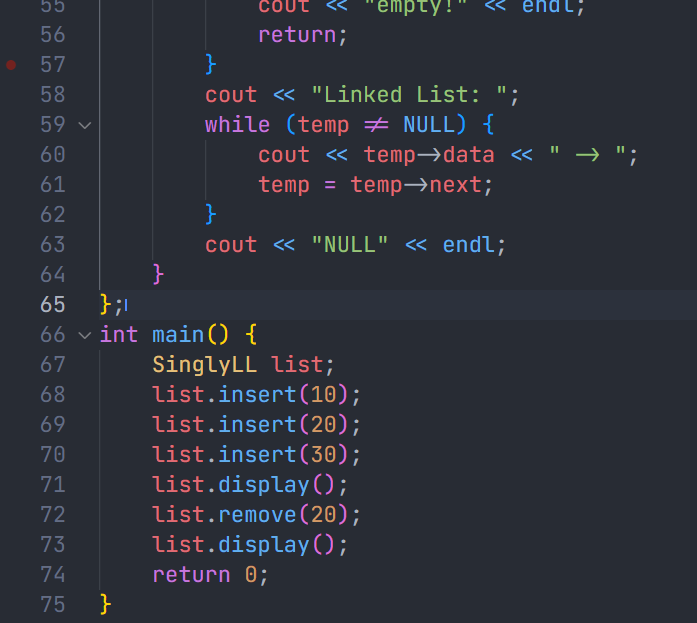 55 cout << "empty!" << endl;
56 return;
57 }
58 cout << "Linked List: ";
59 while (temp != NULL) {
60 cout << temp->data << " -> ";
61 temp = temp->next;
62 }
63 cout << "NULL" << endl;
64 }
65 };
66 int main() {
67 SinglyLL list;
68 list.insert(10);
69 list.insert(20);
70 list.insert(30);
71 list.display();
72 list.remove(20);
73 list.display();
74 return 0;
75 }